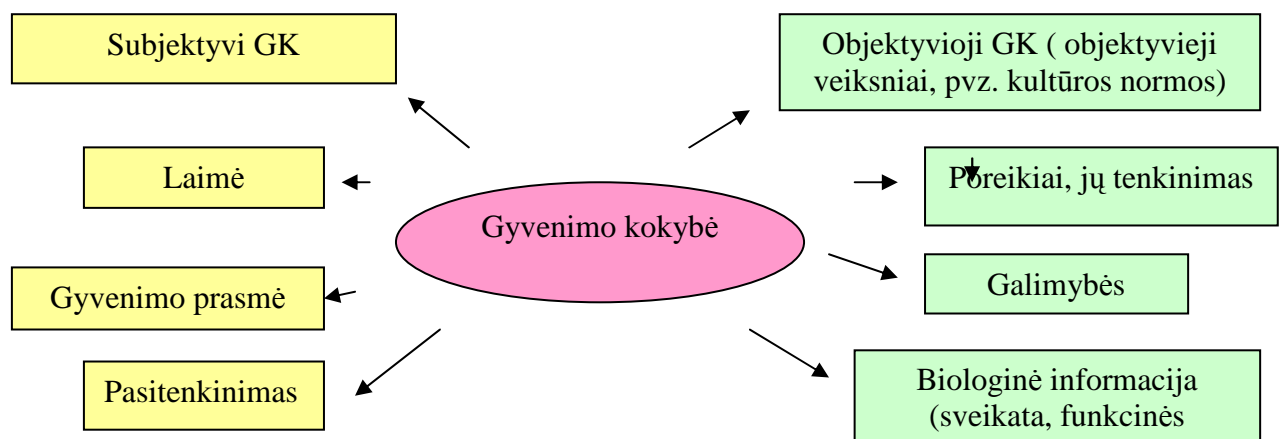 Subjektyvi GK
Objektyvioji GK ( objektyvieji
veiksniai, pvz. kultūros normos)
Laimė
Poreikiai, jų tenkinimas
Gyvenimo kokybė
Gyvenimo prasmė
Galimybės
Pasitenkinimas
Biologinė informacija
(sveikata, funkcinės